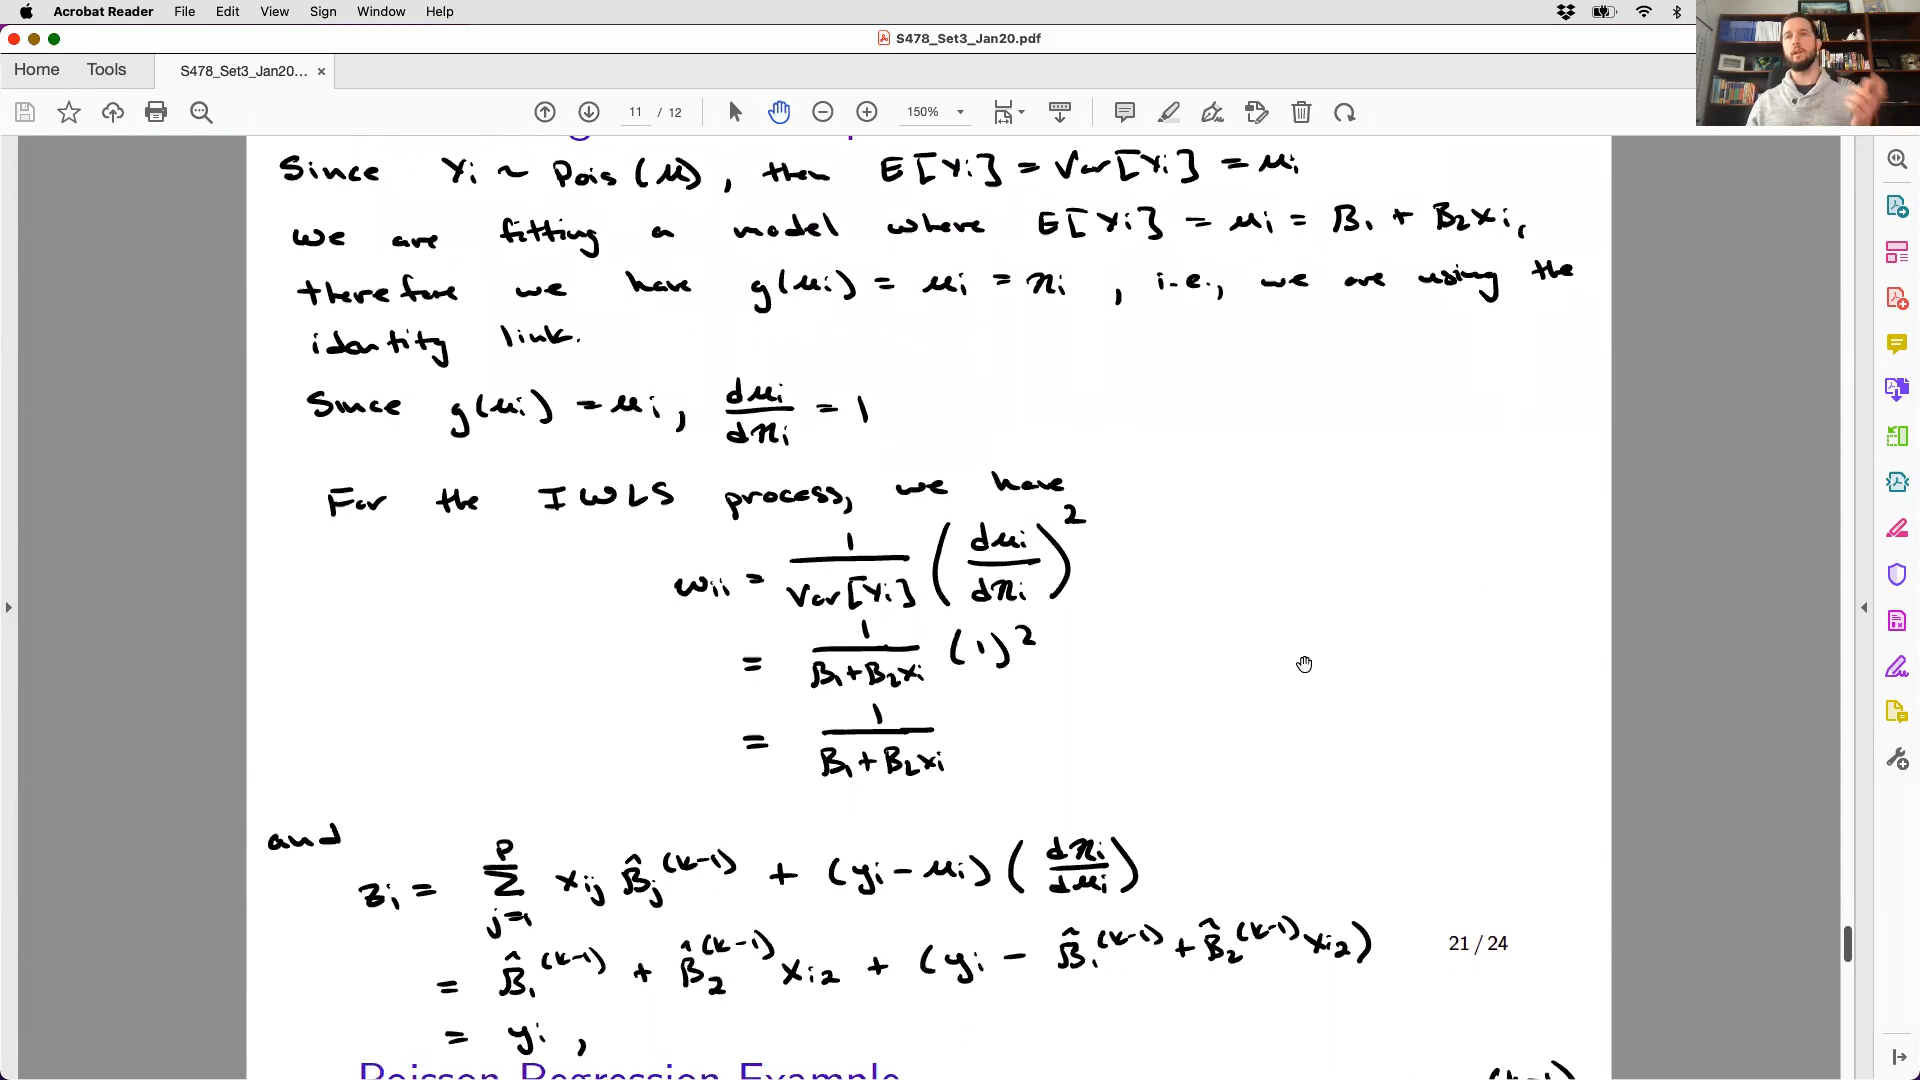 Acrobat Reader File Edit View Sign Window Help
S478_Set3_Jan20.pdf
Home Tools S478_Set3_Jan20... ×
11 / 12 150%
Since Yi ~ Pois (μi), then E[Yi] = Var[Yi] = μi
we are fitting a model where E[Yi] = μi = β1 + β2xi,
therefore we have g(μi) = μi = ηi, i.e., we are using the
identity link.
Since g(μi) = μi, dμi/dηi = 1
For the IWLS process, we have
wii = 1/Var[Yi] (dμi/dηi)^2
= 1/(β1+β2xi) (1)^2
= 1/(β1+β2xi)
and
zi = Σ_{j=1}^{p} xij β̂j^(k-1) + (yi - μi) (dηi/dμi)
= β̂1^(k-1) + β̂2^(k-1) xi2 + (yi - β̂1^(k-1) + β̂2^(k-1) xi2)
21 / 24
= yi,
Poisson Regression Example